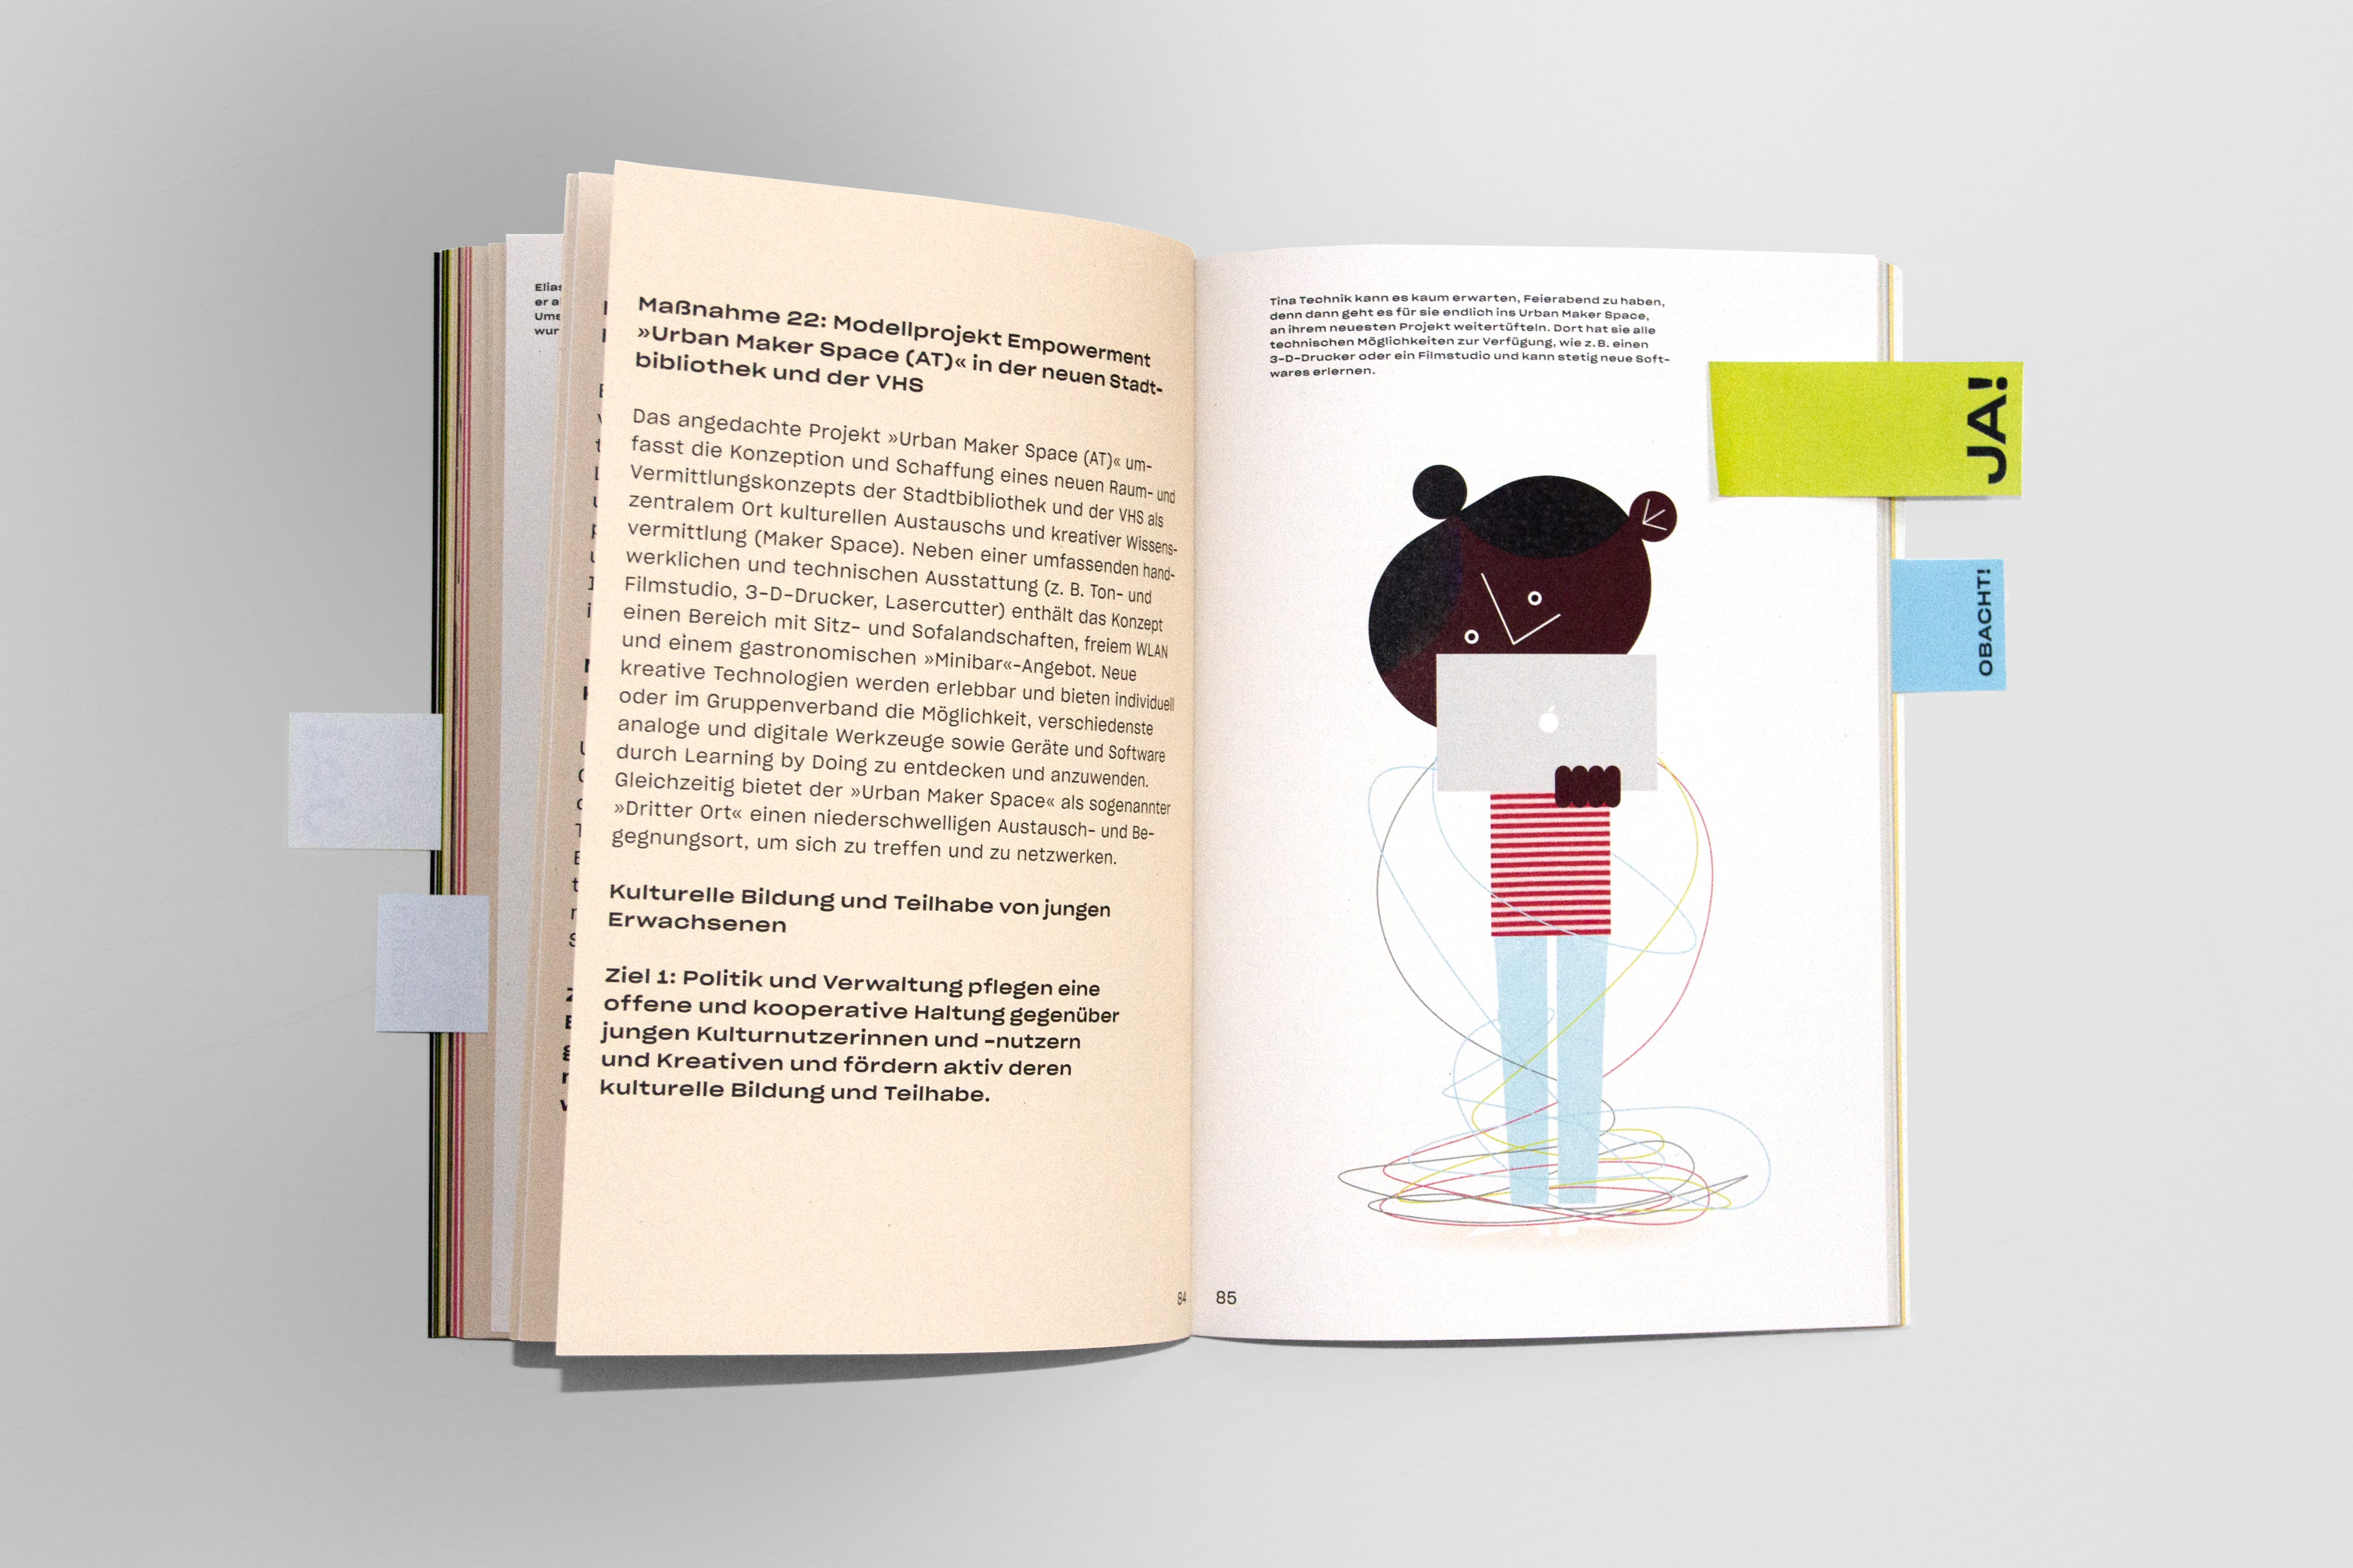 Elias
er a
Ums
wur
Maßnahme 22: Modellprojekt Empowerment
»Urban Maker Space (AT)« in der neuen Stadt-
bibliothek und der VHS
Das angedachte Projekt »Urban Maker Space (AT)« um-
fasst die Konzeption und Schaffung eines neuen Raum- und
Vermittlungskonzepts der Stadtbibliothek und der VHS als
zentralem Ort kulturellen Austauschs und kreativer Wissens-
vermittlung (Maker Space). Neben einer umfassenden hand-
werklichen und technischen Ausstattung (z. B. Ton- und
Filmstudio, 3-D-Drucker, Lasercutter) enthält das Konzept
einen Bereich mit Sitz- und Sofalandschaften, freiem WLAN
und einem gastronomischen »Minibar«-Angebot. Neue
kreative Technologien werden erlebbar und bieten individuell
oder im Gruppenverband die Möglichkeit, verschiedenste
analoge und digitale Werkzeuge sowie Geräte und Software
durch Learning by Doing zu entdecken und anzuwenden.
Gleichzeitig bietet der »Urban Maker Space« als sogenannter
»Dritter Ort« einen niederschwelligen Austausch- und Be-
gegnungsort, um sich zu treffen und zu netzwerken.
Kulturelle Bildung und Teilhabe von jungen
Erwachsenen
Ziel 1: Politik und Verwaltung pflegen eine
offene und kooperative Haltung gegenüber
jungen Kulturnutzerinnen und -nutzern
und Kreativen und fördern aktiv deren
kulturelle Bildung und Teilhabe.
84
Tina Technik kann es kaum erwarten, Feierabend zu haben,
denn dann geht es für sie endlich ins Urban Maker Space,
an ihrem neuesten Projekt weitertüfteln. Dort hat sie alle
technischen Möglichkeiten zur Verfügung, wie z. B. einen
3-D-Drucker oder ein Filmstudio und kann stetig neue Soft-
wares erlernen.
JA!
OBACHT!
85